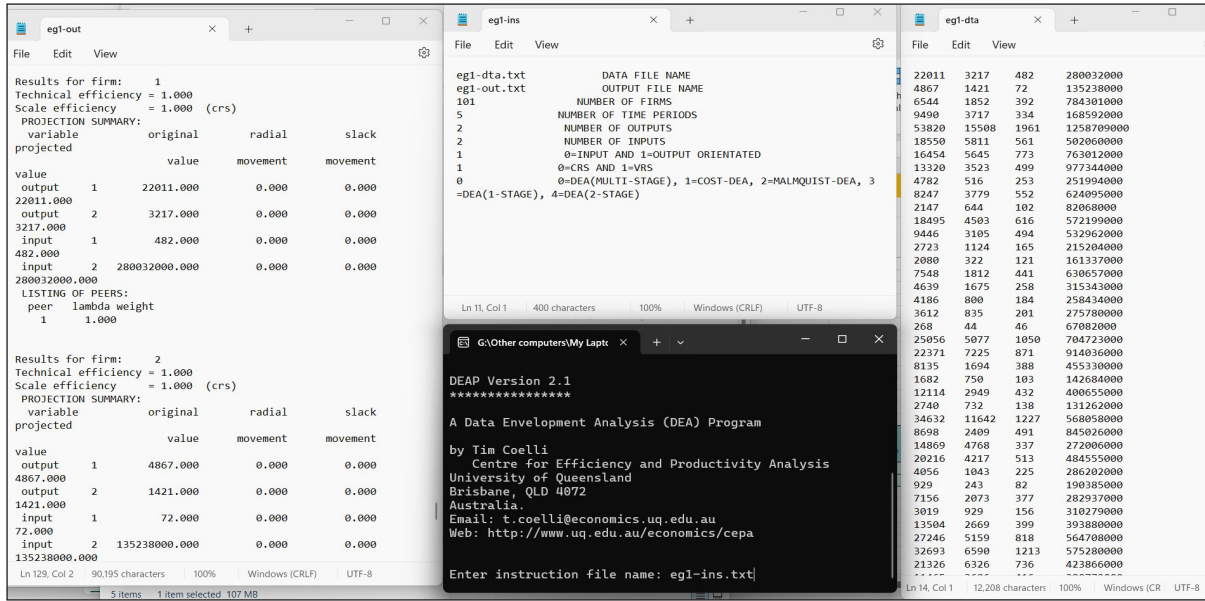 eg1-out
File Edit View
Results for firm: 1
Technical efficiency = 1.000
Scale efficiency = 1.000 (crs)
PROJECTION SUMMARY:
variable original radial slack
projected
value movement movement
value
output 1 22011.000 0.000 0.000
22011.000
output 2 3217.000 0.000 0.000
3217.000
input 1 482.000 0.000 0.000
482.000
input 2 280032000.000 0.000 0.000
280032000.000
LISTING OF PEERS:
peer lambda weight
1 1.000
Results for firm: 2
Technical efficiency = 1.000
Scale efficiency = 1.000 (crs)
PROJECTION SUMMARY:
variable original radial slack
projected
value movement movement
value
output 1 4867.000 0.000 0.000
4867.000
output 2 1421.000 0.000 0.000
1421.000
input 1 72.000 0.000 0.000
72.000
input 2 135238000.000 0.000 0.000
135238000.000
Ln 129, Col 2 90,195 characters 100% Windows (CRLF) UTF-8
5 items 1 item selected 107 MB
eg1-ins
File Edit View
eg1-dta.txt DATA FILE NAME
eg1-out.txt OUTPUT FILE NAME
101 NUMBER OF FIRMS
5 NUMBER OF TIME PERIODS
2 NUMBER OF OUTPUTS
2 NUMBER OF INPUTS
1 0=INPUT AND 1=OUTPUT ORIENTATED
1 0=CRS AND 1=VRS
0 0=DEA(MULTI-STAGE), 1=COST-DEA, 2=MALMQUIST-DEA, 3
=DEA(1-STAGE), 4=DEA(2-STAGE)
Ln 11, Col 1 400 characters 100% Windows (CRLF) UTF-8
G:\Other computers\My Lapto
DEAP Version 2.1
****************
A Data Envelopment Analysis (DEA) Program
by Tim Coelli
Centre for Efficiency and Productivity Analysis
University of Queensland
Brisbane, QLD 4072
Australia.
Email: t.coelli@economics.uq.edu.au
Web: http://www.uq.edu.au/economics/cepa
Enter instruction file name: eg1-ins.txt
eg1-dta
File Edit View
22011 3217 482 280032000
4867 1421 72 135238000
6544 1852 392 784301000
9490 3717 334 168592000
53820 15508 1961 1258709000
18550 5811 561 502060000
16454 5645 773 763012000
13320 3523 499 977344000
4782 516 253 251994000
8247 3779 552 624095000
2147 644 102 82068000
18495 4503 616 572199000
9446 3105 494 532962000
2723 1124 165 215204000
2080 322 121 161337000
7548 1812 441 630657000
4639 1675 258 315343000
4186 800 184 258434000
3612 835 201 275780000
268 44 46 67082000
25056 5077 1050 704723000
22371 7225 871 914036000
8135 1694 388 455330000
1682 750 103 142684000
12114 2949 432 400655000
2740 732 138 131262000
34632 11642 1227 568058000
8698 2409 491 845026000
14869 4768 337 272006000
20216 4217 513 484555000
4056 1043 225 286202000
929 243 82 190385000
7156 2073 377 282937000
3019 929 156 310279000
13504 2669 399 393880000
27246 5159 818 564708000
32693 6590 1213 575280000
21326 6326 736 423866000
Ln 14, Col 1 12,208 characters 100% Windows (CR UTF-8